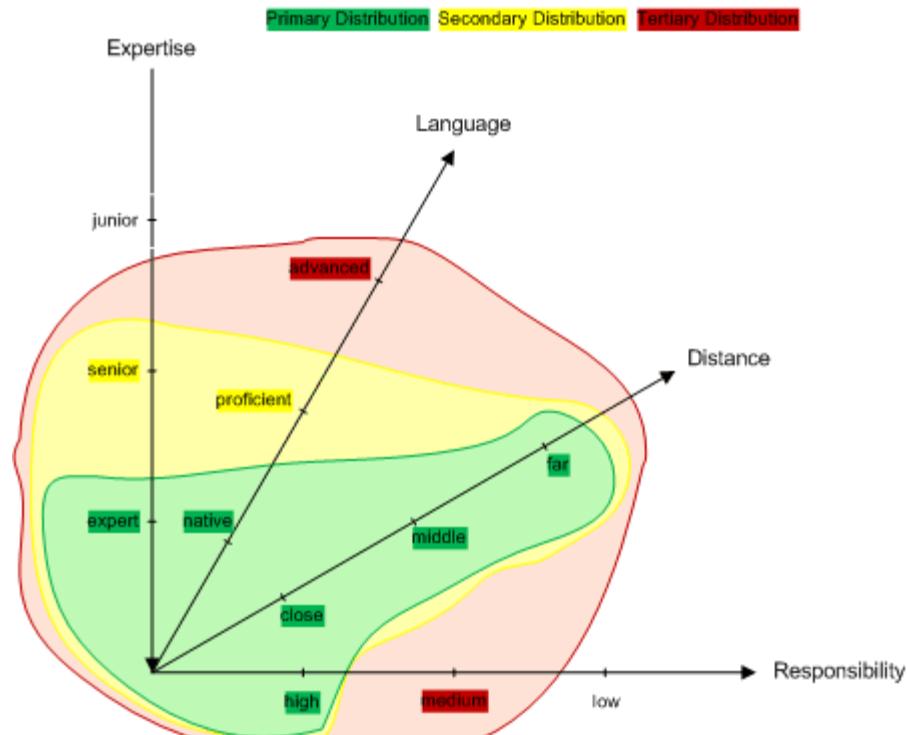 Primary Distribution Secondary Distribution Tertiary Distribution
Expertise
Language
junior
advanced
Distance
senior
proficient
far
expert native
middle
close
Responsibility
high medium low